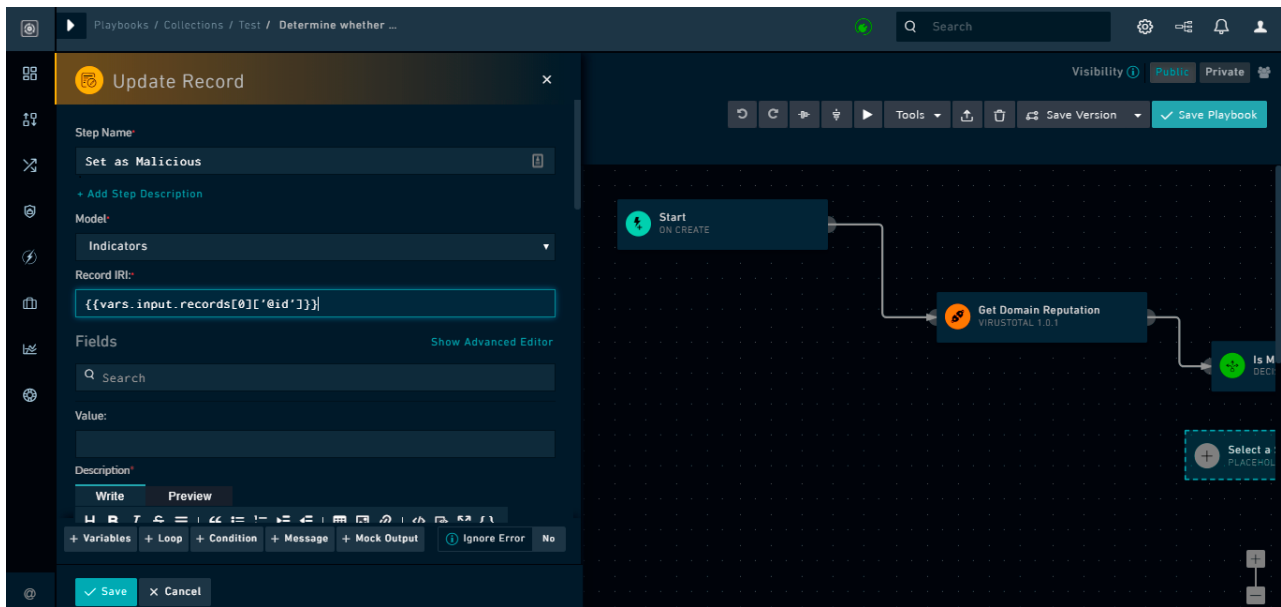 Playbooks / Collections / Test / Determine whether ...
Search
Update Record
×
Visibility
Public
Private
Tools
Save Version
Save Playbook
Step Name*
Set as Malicious
+ Add Step Description
Model*
Indicators
Record IRI:*
{{vars.input.records[0]['@id']}}
Fields
Show Advanced Editor
Search
Value:
Description*
Write
Preview
+ Variables
+ Loop
+ Condition
+ Message
+ Mock Output
Ignore Error
No
Save
× Cancel
@
Start
ON CREATE
Get Domain Reputation
VIRUSTOTAL 1.0.1
Is M
DECI
Select a
PLACEHOL